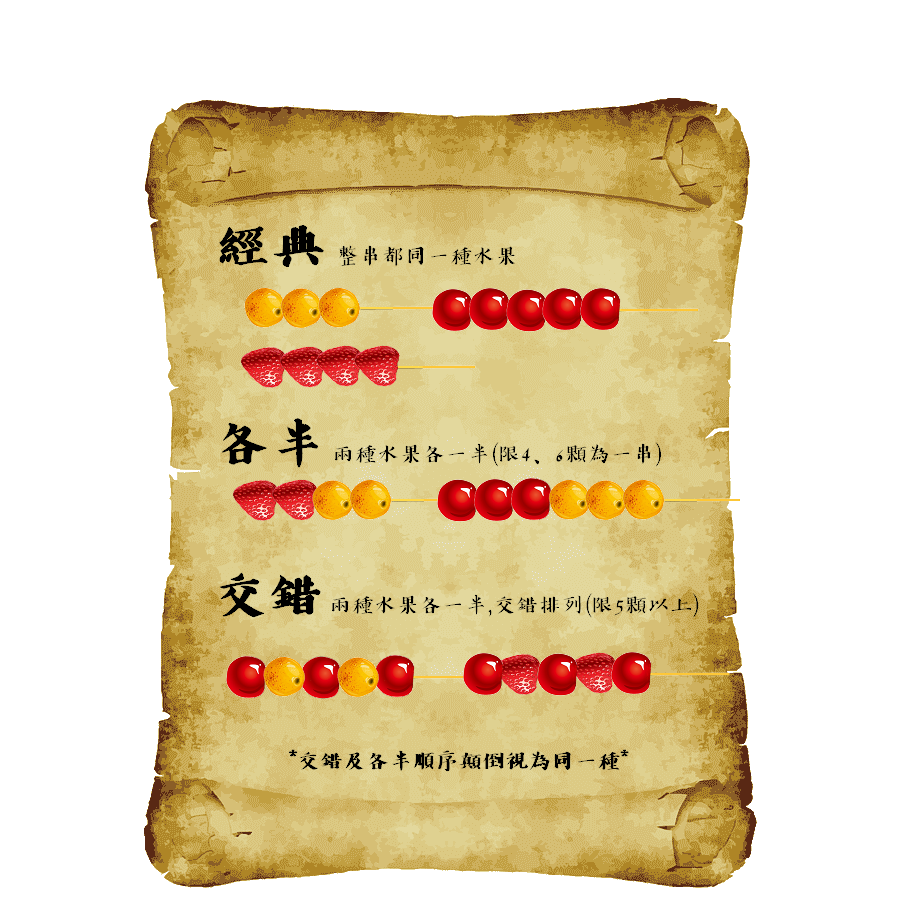 經典 整串都同一種水果
各半 兩種水果各一半(限4、6顆為一串)
交錯 兩種水果各一半,交錯排列(限5顆以上)
*交錯及各半順序顛倒視為同一種*